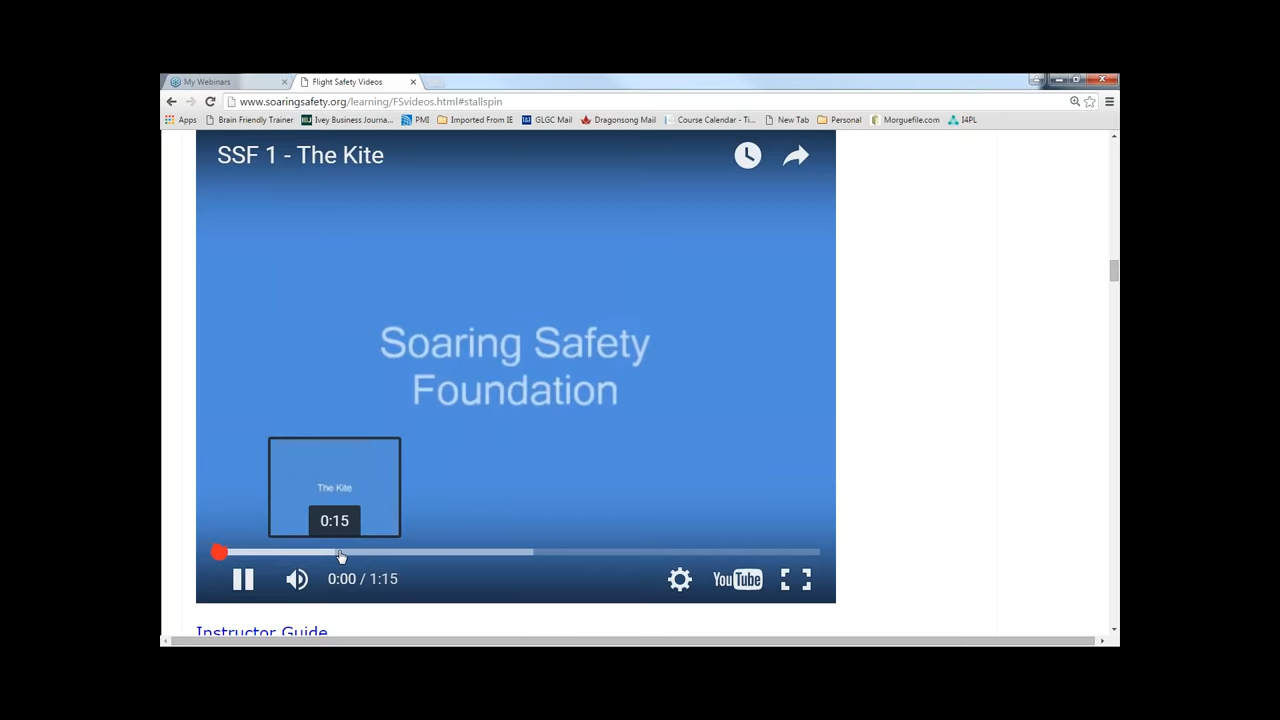 My Webinars
Flight Safety Videos
www.soaringsafety.org/learning/FSvideos.html#stallspin
Apps Brain Friendly Trainer Ivey Business Journa... PMI Imported From IE GLGC Mail Dragonsong Mail Course Calendar - Ti... New Tab Personal Morguefile.com I4PL
SSF 1 - The Kite
Soaring Safety
Foundation
The Kite
0:15
0:00 / 1:15
YouTube
Instructor Guide